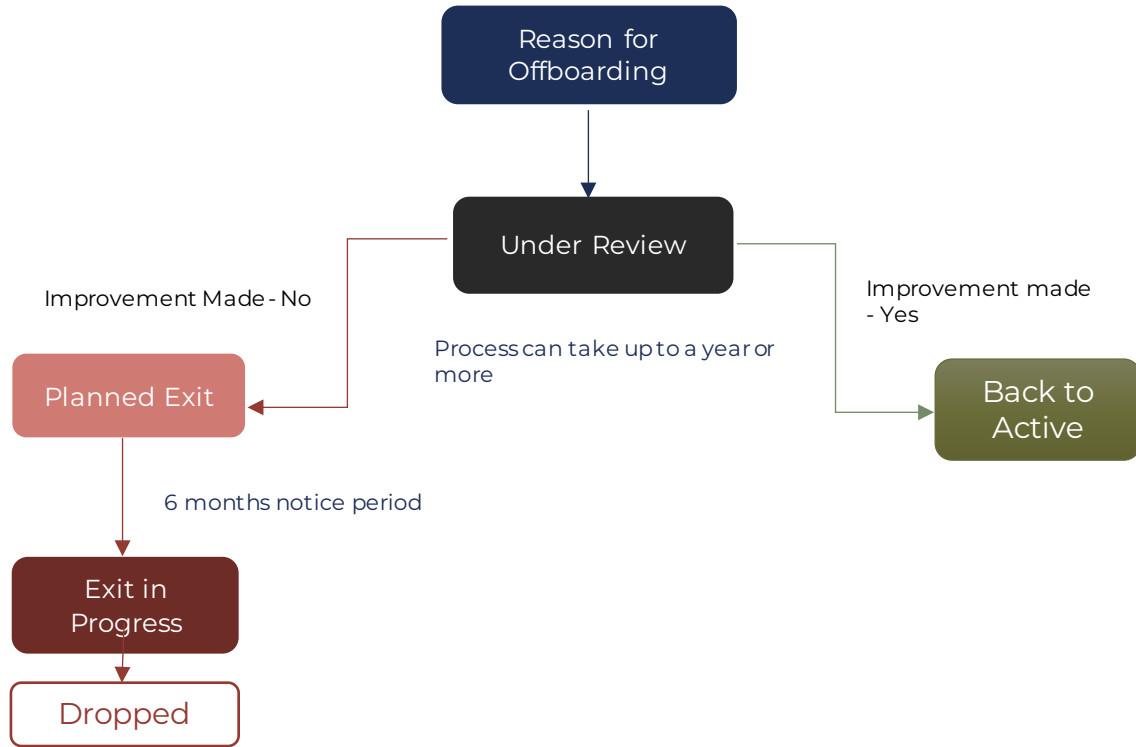 Reason for
Offboarding
Under Review
Improvement Made - No
Improvement made
- Yes
Process can take up to a year or
more
Planned Exit
Back to
Active
6 months notice period
Exit in
Progress
Dropped